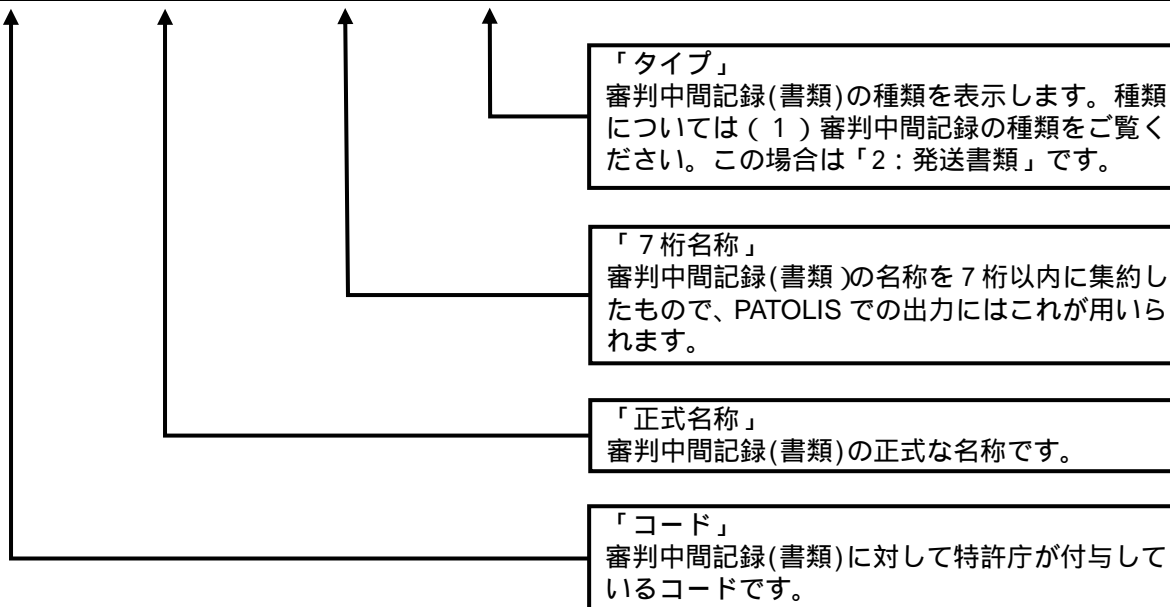 「タイプ」
審判中間記録(書類)の種類を表示します。種類
については(1)審判中間記録の種類をご覧く
ださい。この場合は「2:発送書類」です。
「7桁名称」
審判中間記録(書類)の名称を7桁以内に集約し
たもので、PATOLIS での出力にはこれが用いら
れます。
「正式名称」
審判中間記録(書類)の正式な名称です。
「コード」
審判中間記録(書類)に対して特許庁が付与して
いるコードです。